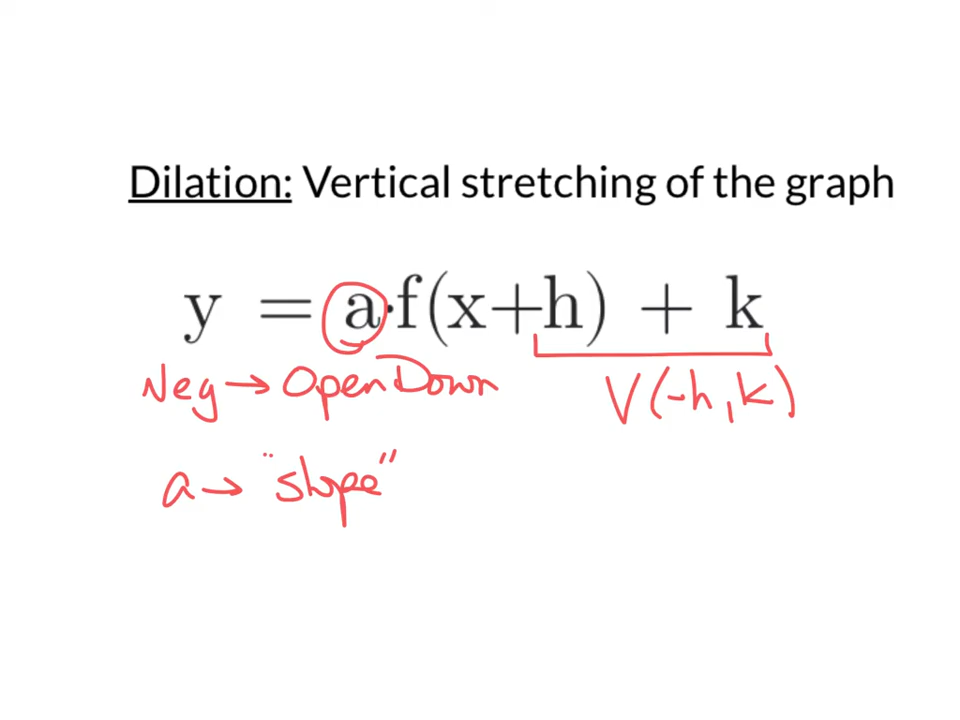 Dilation: Vertical stretching of the graph
y = a·f(x+h) + k
Neg → Open Down
V(-h, k)
a → "slope"